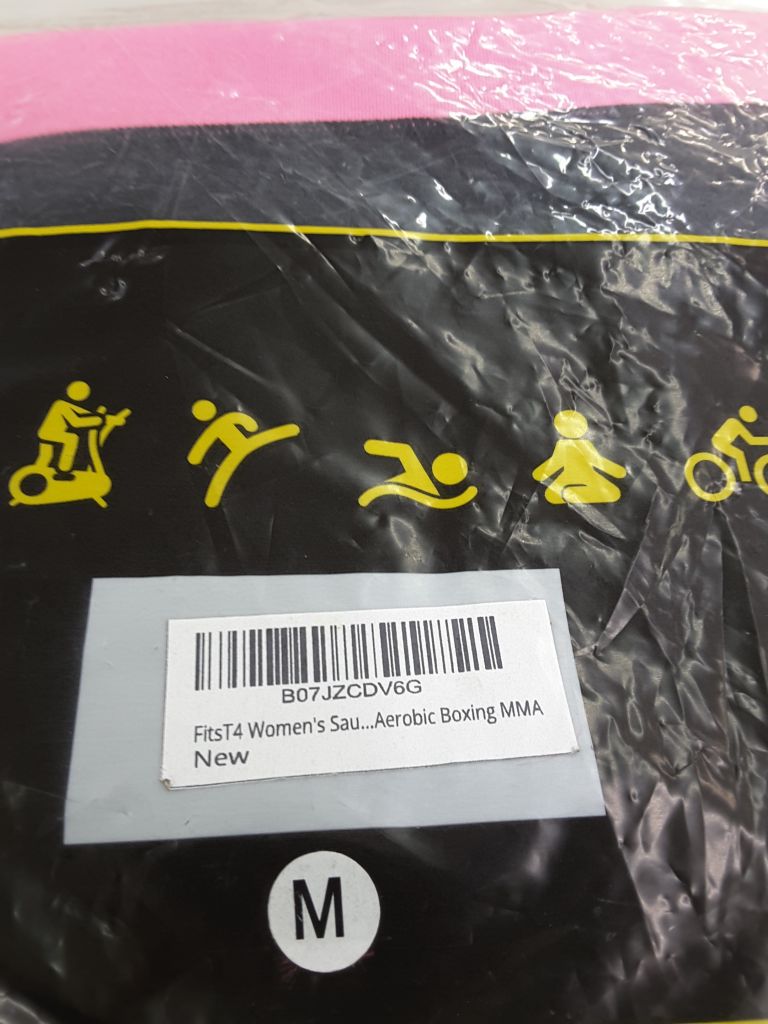 B07JZCDV6G
FitsT4 Women's Sau...Aerobic Boxing MMA
New
M